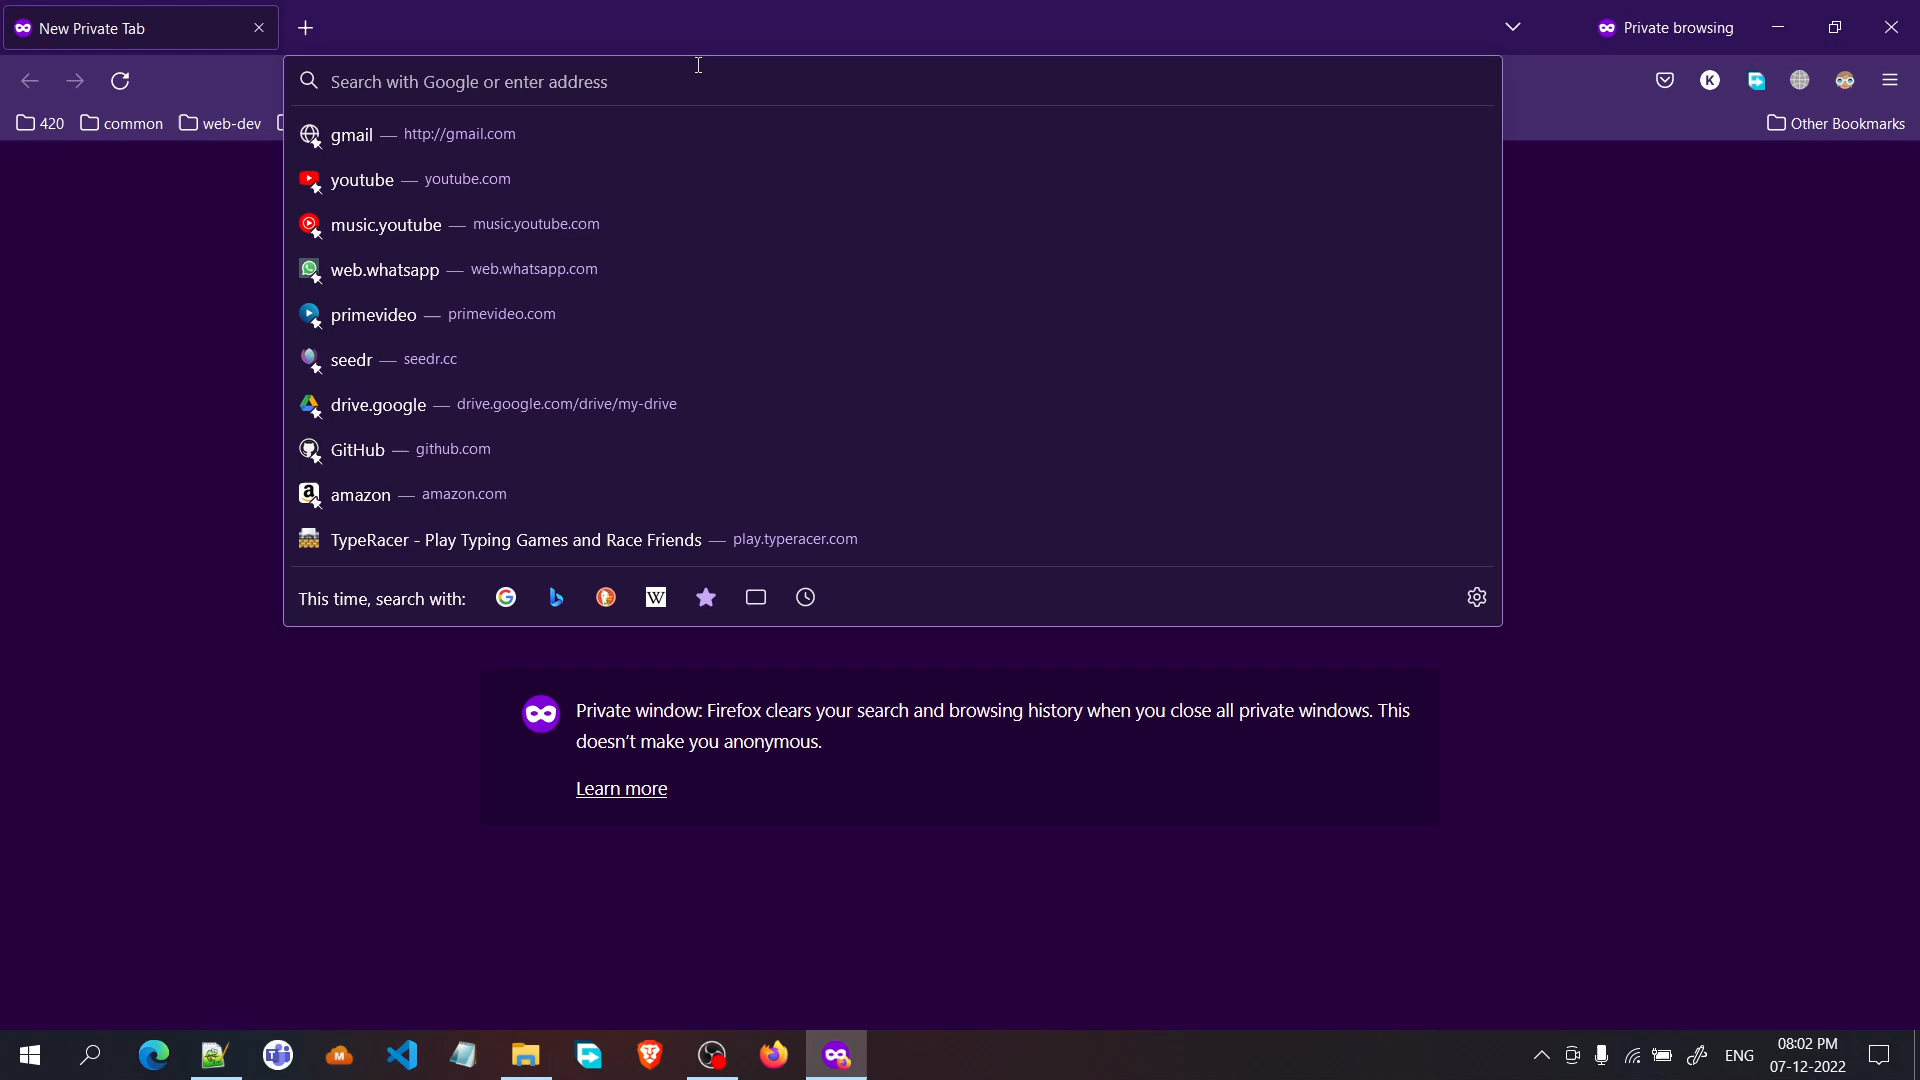 New Private Tab
Private browsing
Search with Google or enter address
420 common web-dev
Other Bookmarks
gmail — http://gmail.com
youtube — youtube.com
music.youtube — music.youtube.com
web.whatsapp — web.whatsapp.com
primevideo — primevideo.com
seedr — seedr.cc
drive.google — drive.google.com/drive/my-drive
GitHub — github.com
amazon — amazon.com
TypeRacer - Play Typing Games and Race Friends — play.typeracer.com
This time, search with:
Private window: Firefox clears your search and browsing history when you close all private windows. This
doesn't make you anonymous.
Learn more
ENG
08:02 PM
07-12-2022